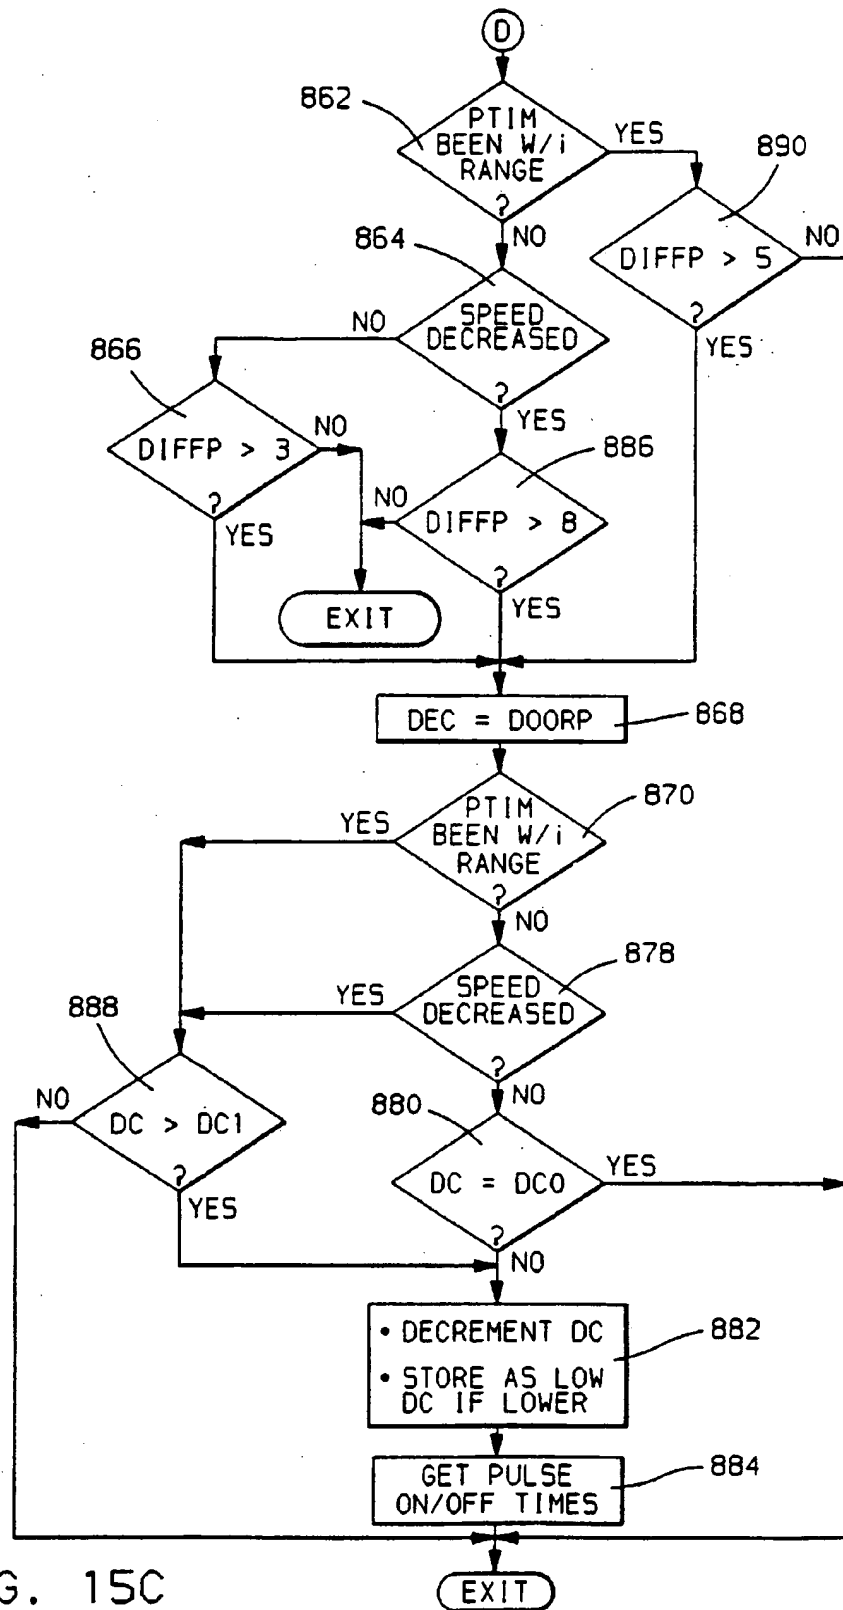 D
862
PTIM
BEEN W/i
RANGE
?
YES
890
NO
864
DIFFP > 5
NO
?
YES
SPEED
DECREASED
NO
866
?
YES
DIFFP > 3
NO
886
?
YES
DIFFP > 8
NO
?
YES
EXIT
DEC = DOORP
868
PTIM
BEEN W/i
RANGE
870
YES
?
NO
878
SPEED
DECREASED
YES
888
?
NO
880
DC > DC1
NO
?
YES
DC = DC0
YES
?
NO
• DECREMENT DC
• STORE AS LOW
DC IF LOWER
882
GET PULSE
ON/OFF TIMES
884
G. 15C
EXIT